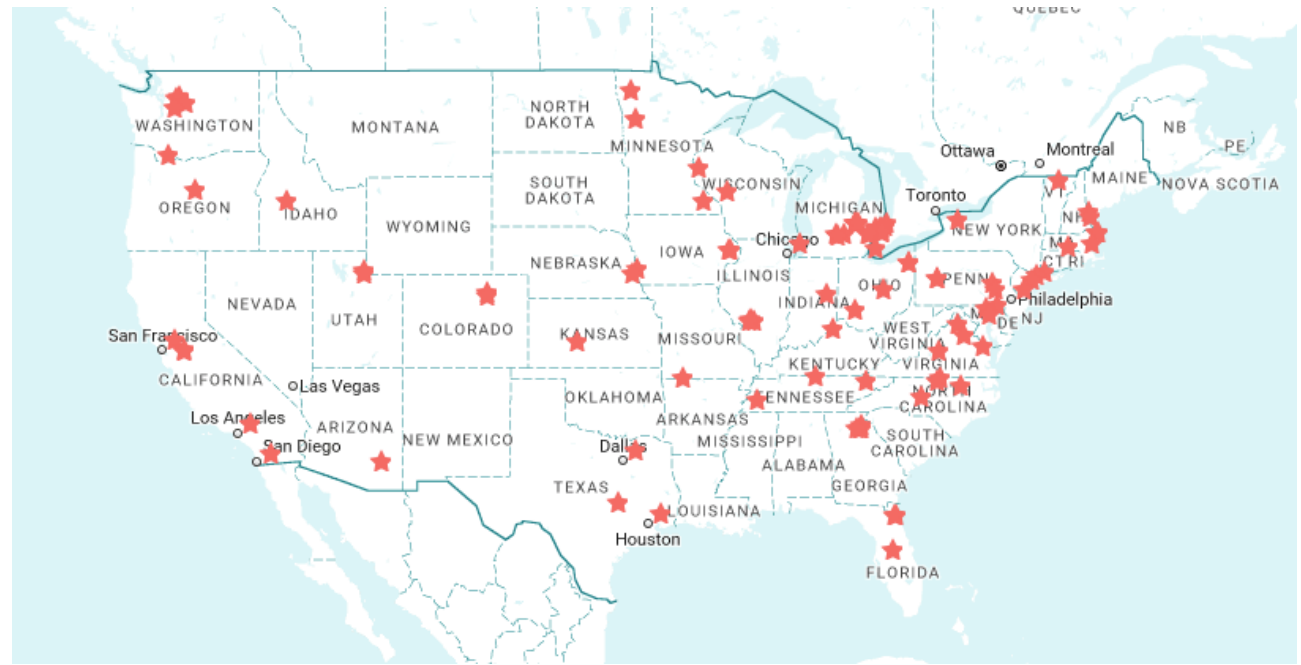 QUEBEC
WASHINGTON
MONTANA
NORTH
DAKOTA
MINNESOTA
Ottawa
Montreal
NB
PE
MAINE
NOVA SCOTIA
VT
OREGON
IDAHO
WYOMING
SOUTH
DAKOTA
WISCONSIN
MICHIGAN
Toronto
NEW YORK
NH
MA
CT
RI
Chicago
IOWA
NEBRASKA
ILLINOIS
INDIANA
OHIO
PENN
Philadelphia
NEVADA
UTAH
COLORADO
KANSAS
MISSOURI
WEST
VIRGINIA
DE
NJ
San Francisco
CALIFORNIA
Las Vegas
KENTUCKY
VIRGINIA
Los Angeles
ARIZONA
NEW MEXICO
OKLAHOMA
ARKANSAS
TENNESSEE
NORTH
CAROLINA
San Diego
Dallas
MISSISSIPPI
ALABAMA
SOUTH
CAROLINA
GEORGIA
TEXAS
LOUISIANA
Houston
FLORIDA